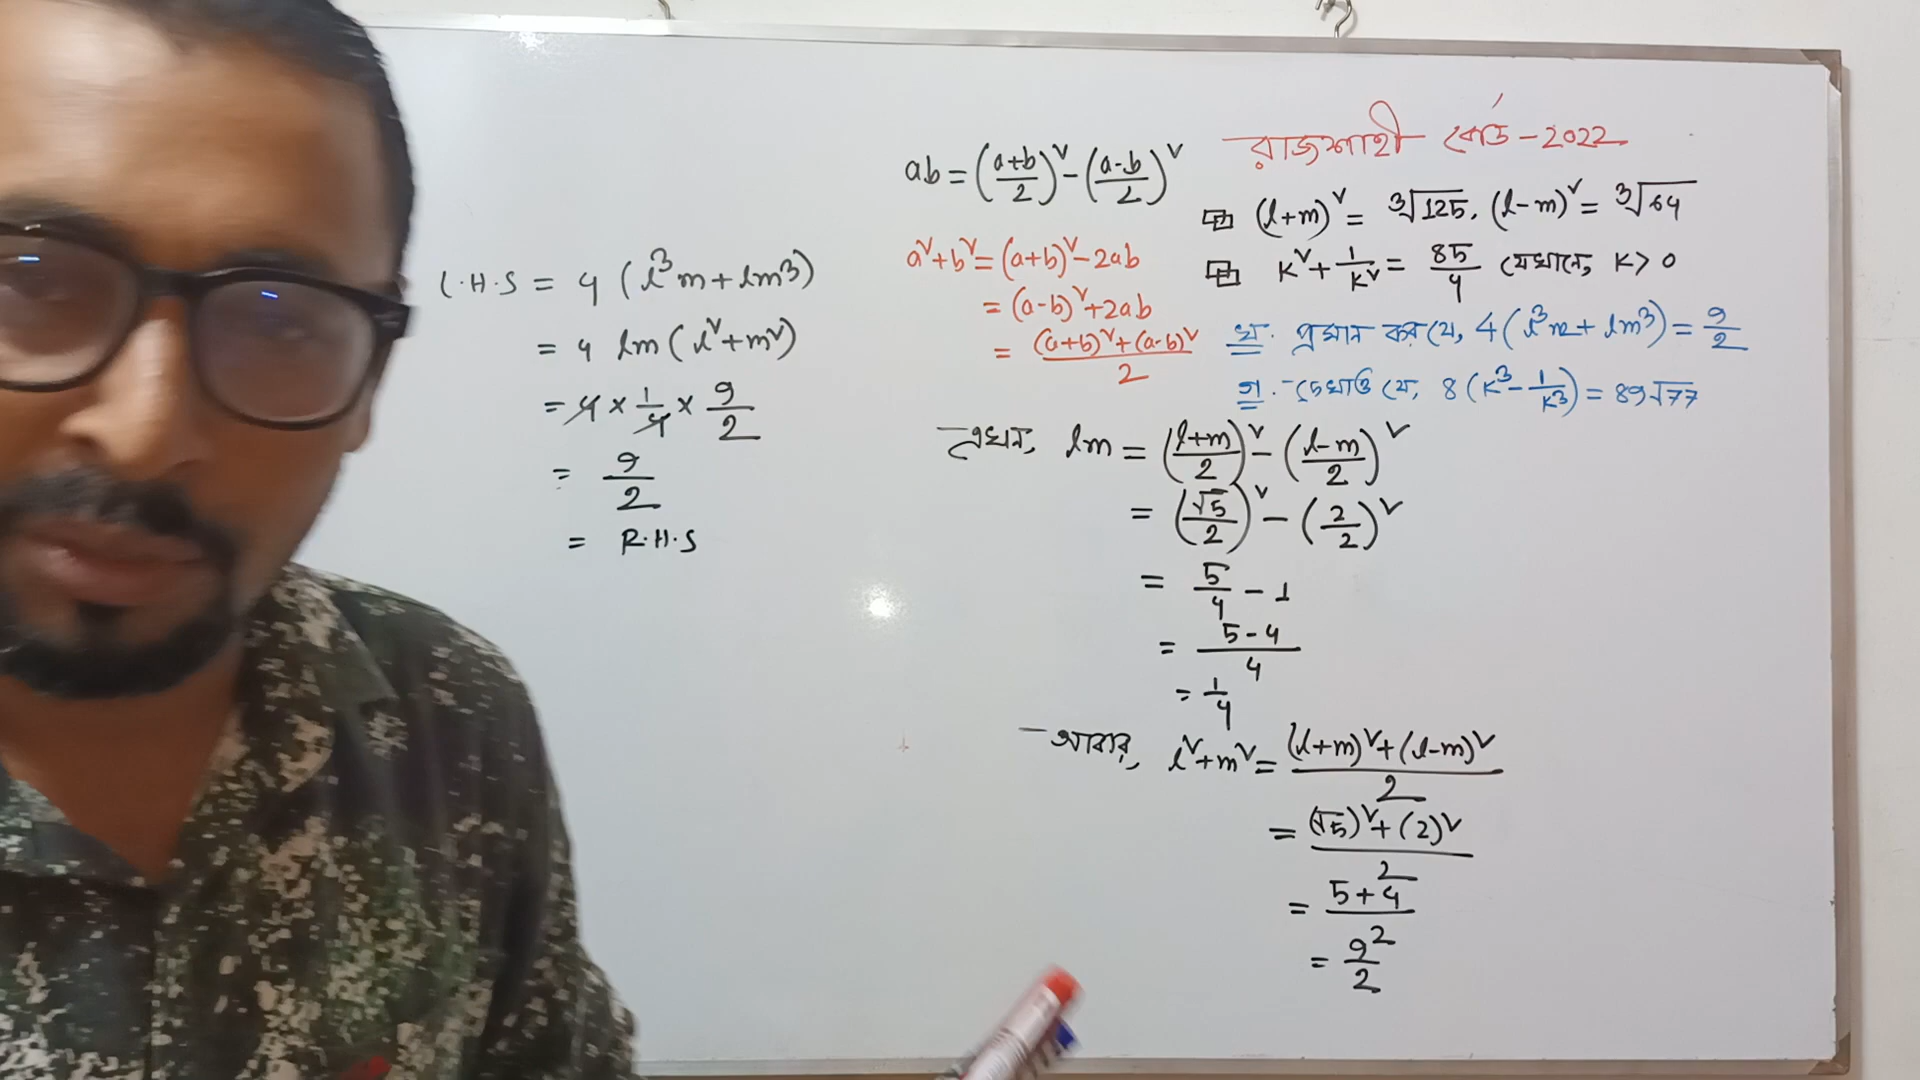 রাজশাহী বোর্ড - 2022
(l+m)² = ∛125, (l-m)² = ∛64
k² + 1/k² = 85/4 যেখানে, k > 0
খ. প্রমান কর যে, 4(l³m + lm³) = 9/2
গ. দেখাও যে, 8(k³ - 1/k³) = 89√77
ab = ((a+b)/2)² - ((a-b)/2)²
a² + b² = (a+b)² - 2ab
= (a-b)² + 2ab
= ((a+b)² + (a-b)²)/2
এখান, lm = ((l+m)/2)² - ((l-m)/2)²
= (√5/2)² - (2/2)²
= 5/4 - 1
= (5-4)/4
= 1/4
আবার, l² + m² = ((l+m)² + (l-m)²)/2
= ((√5)² + (2)²)/2
= (5+4)/2
= 9/2
L.H.S = 4(l³m + lm³)
= 4 lm(l² + m²)
= 4 × 1/4 × 9/2
= 9/2
= R.H.S